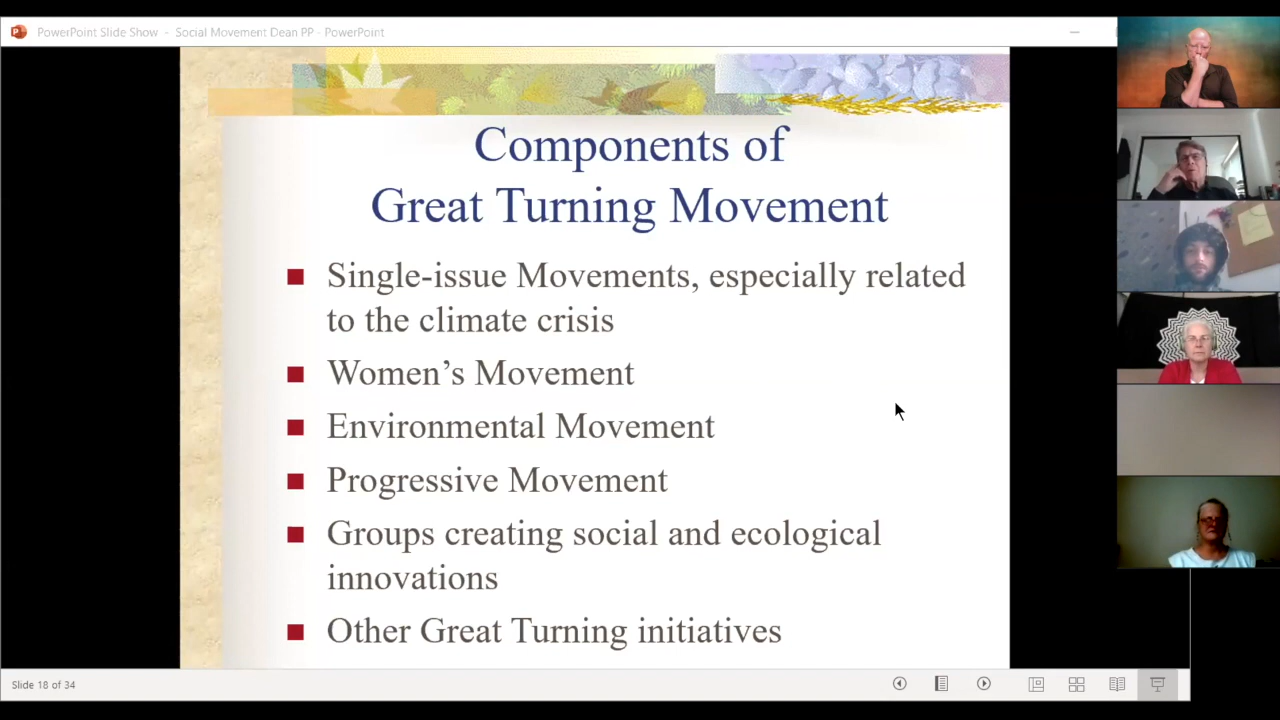 PowerPoint Slide Show - Social Movement Dean PP - PowerPoint
Components of
Great Turning Movement
Single-issue Movements, especially related
to the climate crisis
Women’s Movement
Environmental Movement
Progressive Movement
Groups creating social and ecological
innovations
Other Great Turning initiatives
Slide 18 of 34